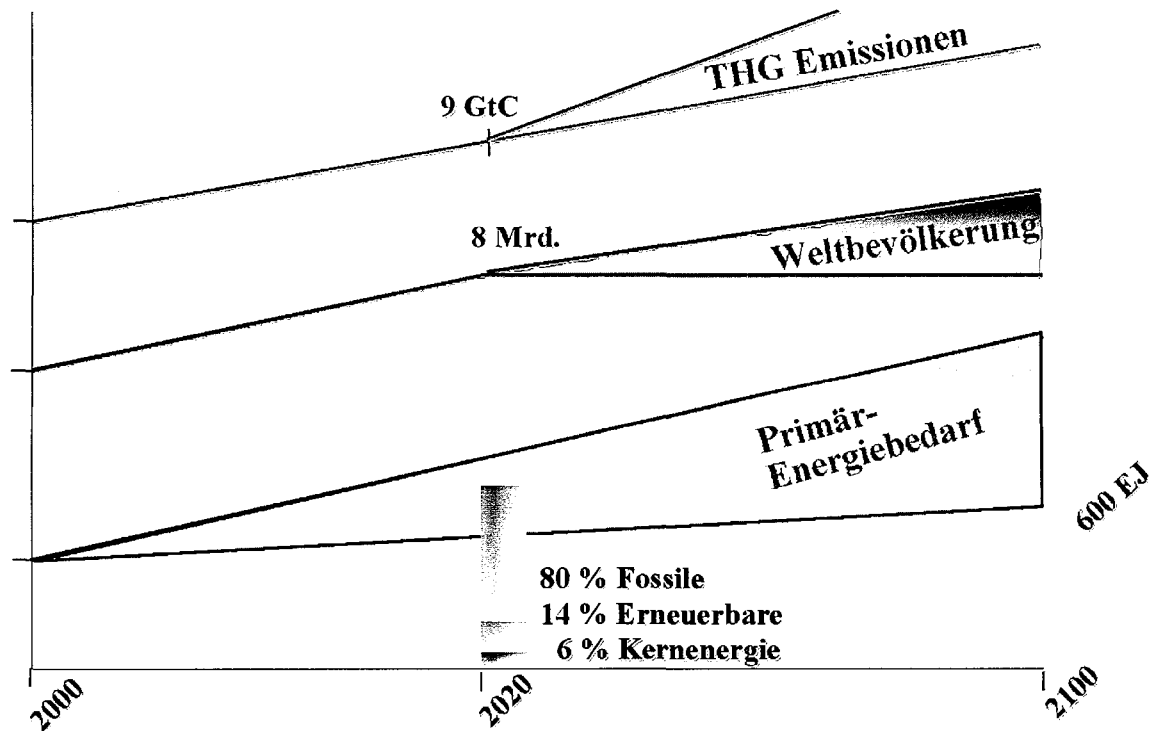 THG Emissionen
9 GtC
8 Mrd.
Weltbevölkerung
Primär-
Energiebedarf
600 EJ
80 % Fossile
14 % Erneuerbare
6 % Kernenergie
2000
2020
2100